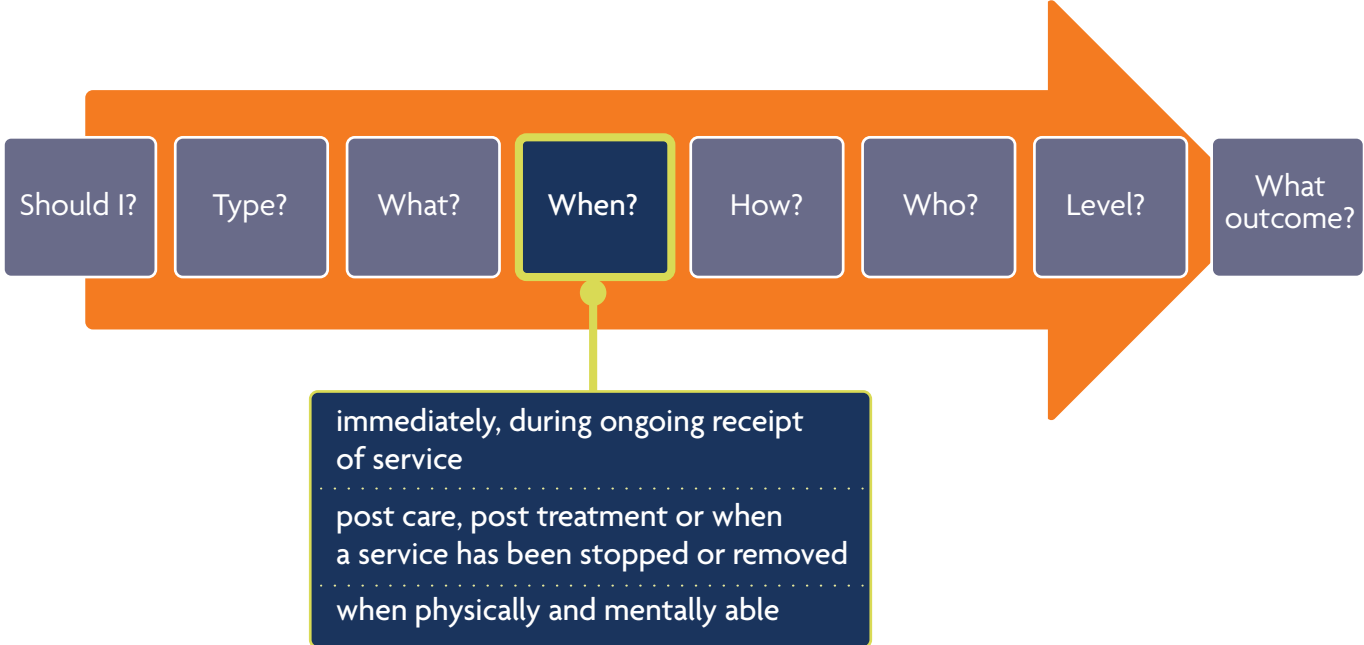 Should I?
Type?
What?
When?
How?
Who?
Level?
What
outcome?
immediately, during ongoing receipt
of service
post care, post treatment or when
a service has been stopped or removed
when physically and mentally able